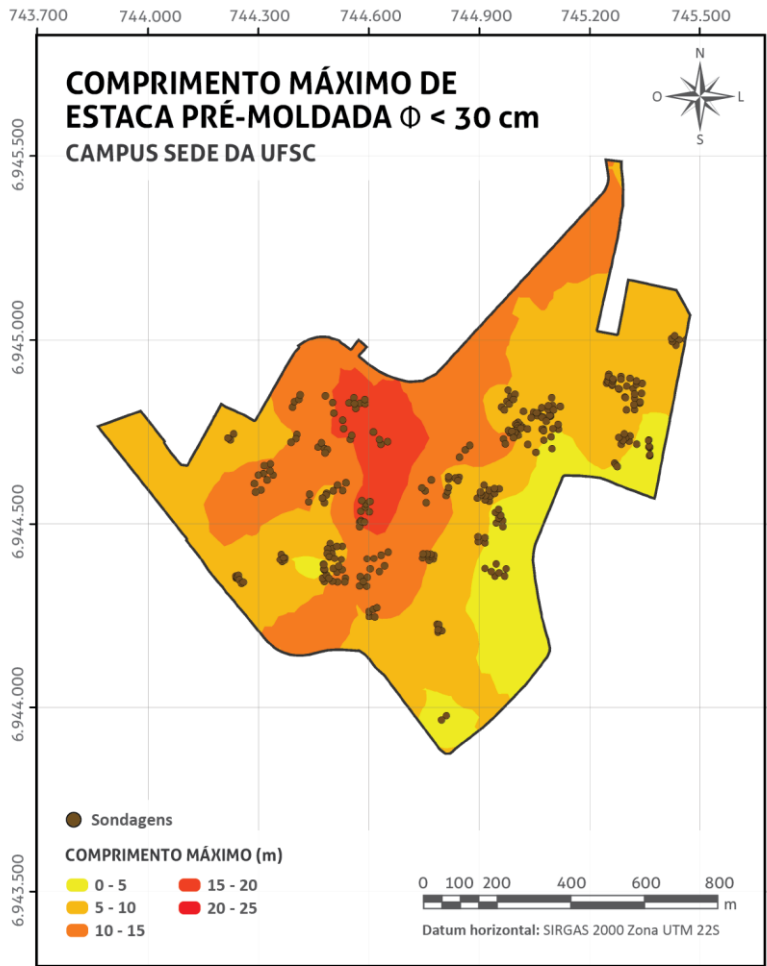 743.700 744.000 744.300 744.600 744.900 745.200 745.500
COMPRIMENTO MÁXIMO DE
ESTACA PRÉ-MOLDADA Φ < 30 cm
CAMPUS SEDE DA UFSC
N
O L
S
6.945.500
6.945.000
6.944.500
6.944.000
6.943.500
Sondagens
COMPRIMENTO MÁXIMO (m)
0 - 5
5 - 10
10 - 15
15 - 20
20 - 25
0 100 200 400 600 800
m
Datum horizontal: SIRGAS 2000 Zona UTM 22S